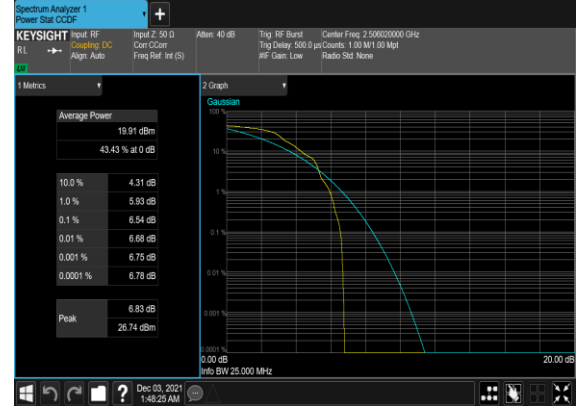 Spectrum Analyzer 1
Power Stat CCDF
+
KEYSIGHT
RL
LXI
Input: RF
Coupling: DC
Align: Auto
Input Z: 50 Ω
Corr CCorr
Freq Ref: Int (S)
Atten: 40 dB
Trig: RF Burst
Trig Delay: 500.0 µs
#IF Gain: Low
Center Freq: 2.506020000 GHz
Counts: 1.00 M/1.00 Mpt
Radio Std: None
1 Metrics
Average Power
19.91 dBm
43.43 % at 0 dB
10.0 % 4.31 dB
1.0 % 5.93 dB
0.1 % 6.54 dB
0.01 % 6.68 dB
0.001 % 6.75 dB
0.0001 % 6.78 dB
Peak
6.83 dB
26.74 dBm
2 Graph
Gaussian
100 %
10 %
1 %
0.1 %
0.01 %
0.001 %
0.0001 %
0.00 dB 20.00 dB
Info BW 25.000 MHz
?
Dec 03, 2021
1:48:25 AM